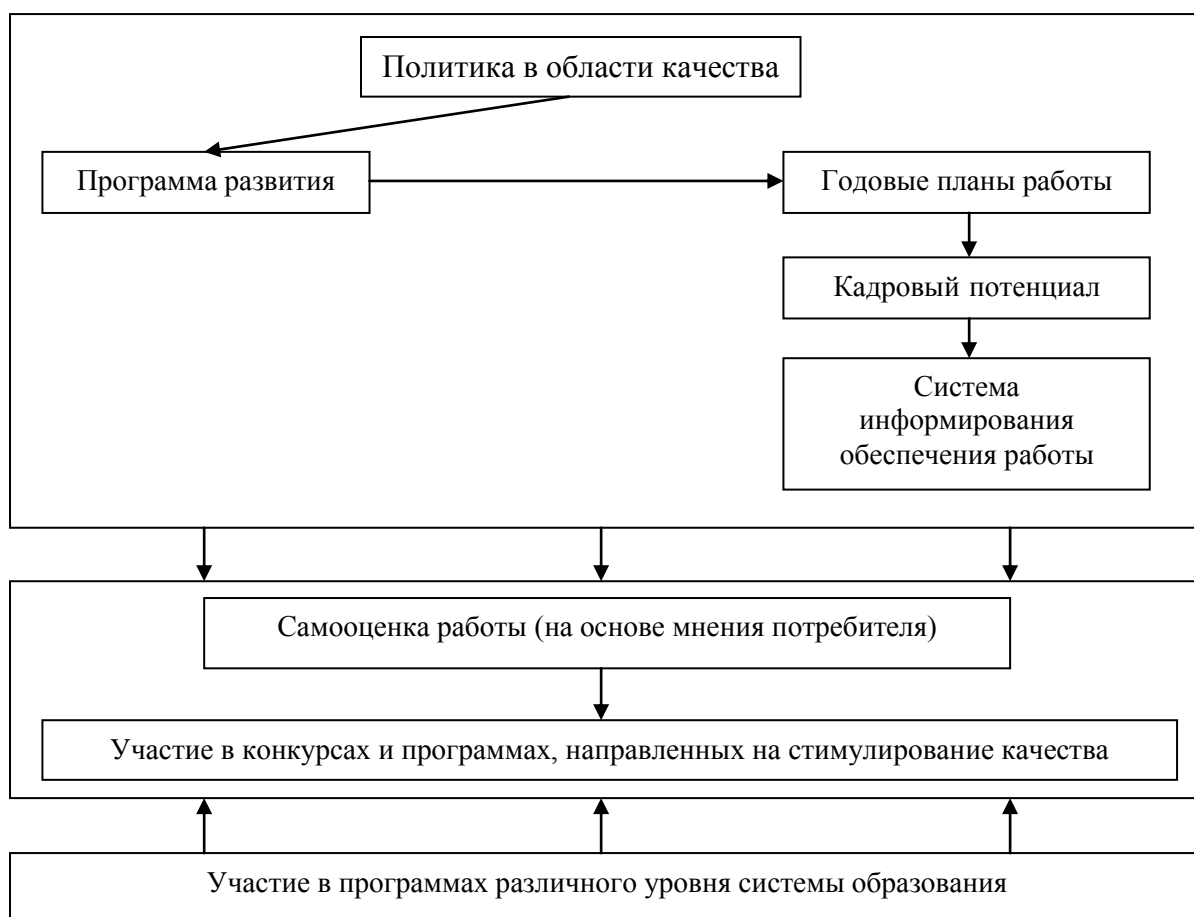 Политика в области качества
Программа развития
Годовые планы работы
Кадровый потенциал
Система
информирования
обеспечения работы
Самооценка работы (на основе мнения потребителя)
Участие в конкурсах и программах, направленных на стимулирование качества
Участие в программах различного уровня системы образования